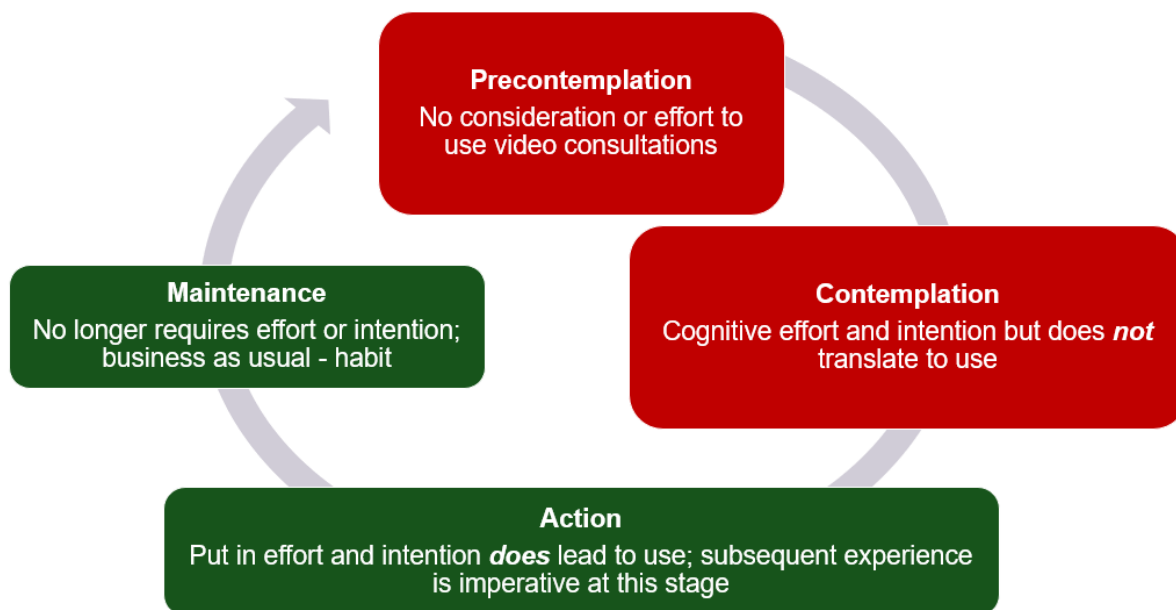 Precontemplation
No consideration or effort to
use video consultations
Contemplation
Cognitive effort and intention but does not
translate to use
Action
Put in effort and intention does lead to use; subsequent experience
is imperative at this stage
Maintenance
No longer requires effort or intention;
business as usual - habit